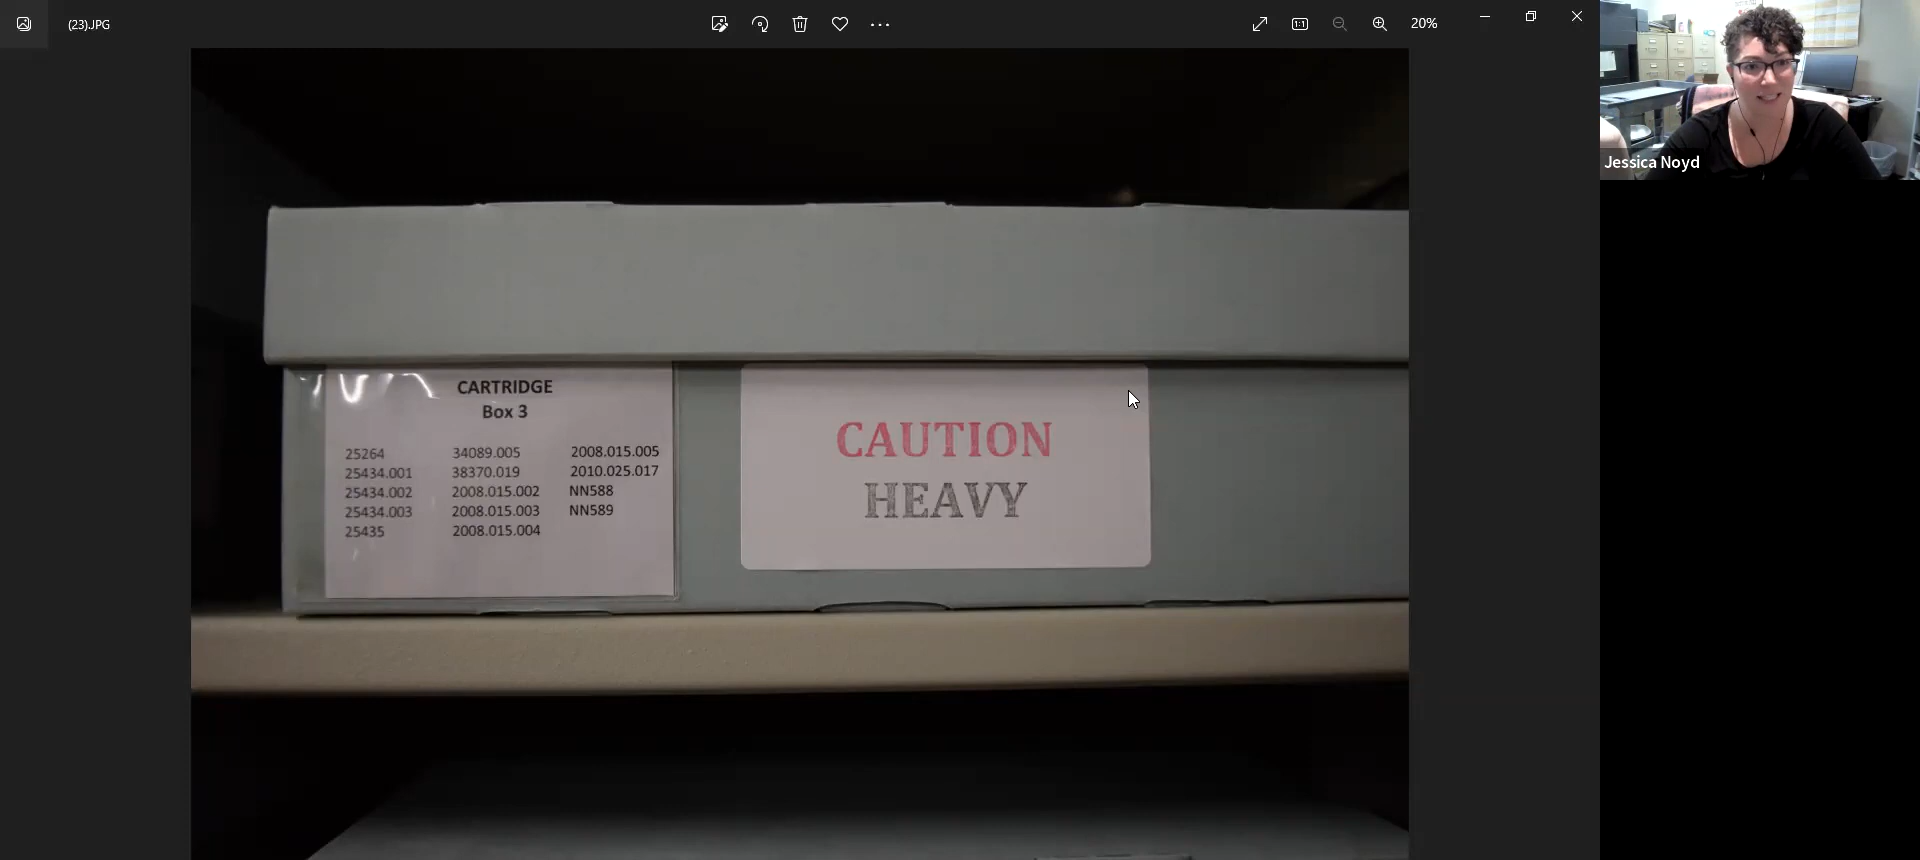 (23).JPG
20%
Jessica Noyd
CARTRIDGE
Box 3
25264 34089.005 2008.015.005
25434.001 38370.019 2010.025.017
25434.002 2008.015.002 NN588
25434.003 2008.015.003 NN589
25435 2008.015.004
CAUTION
HEAVY